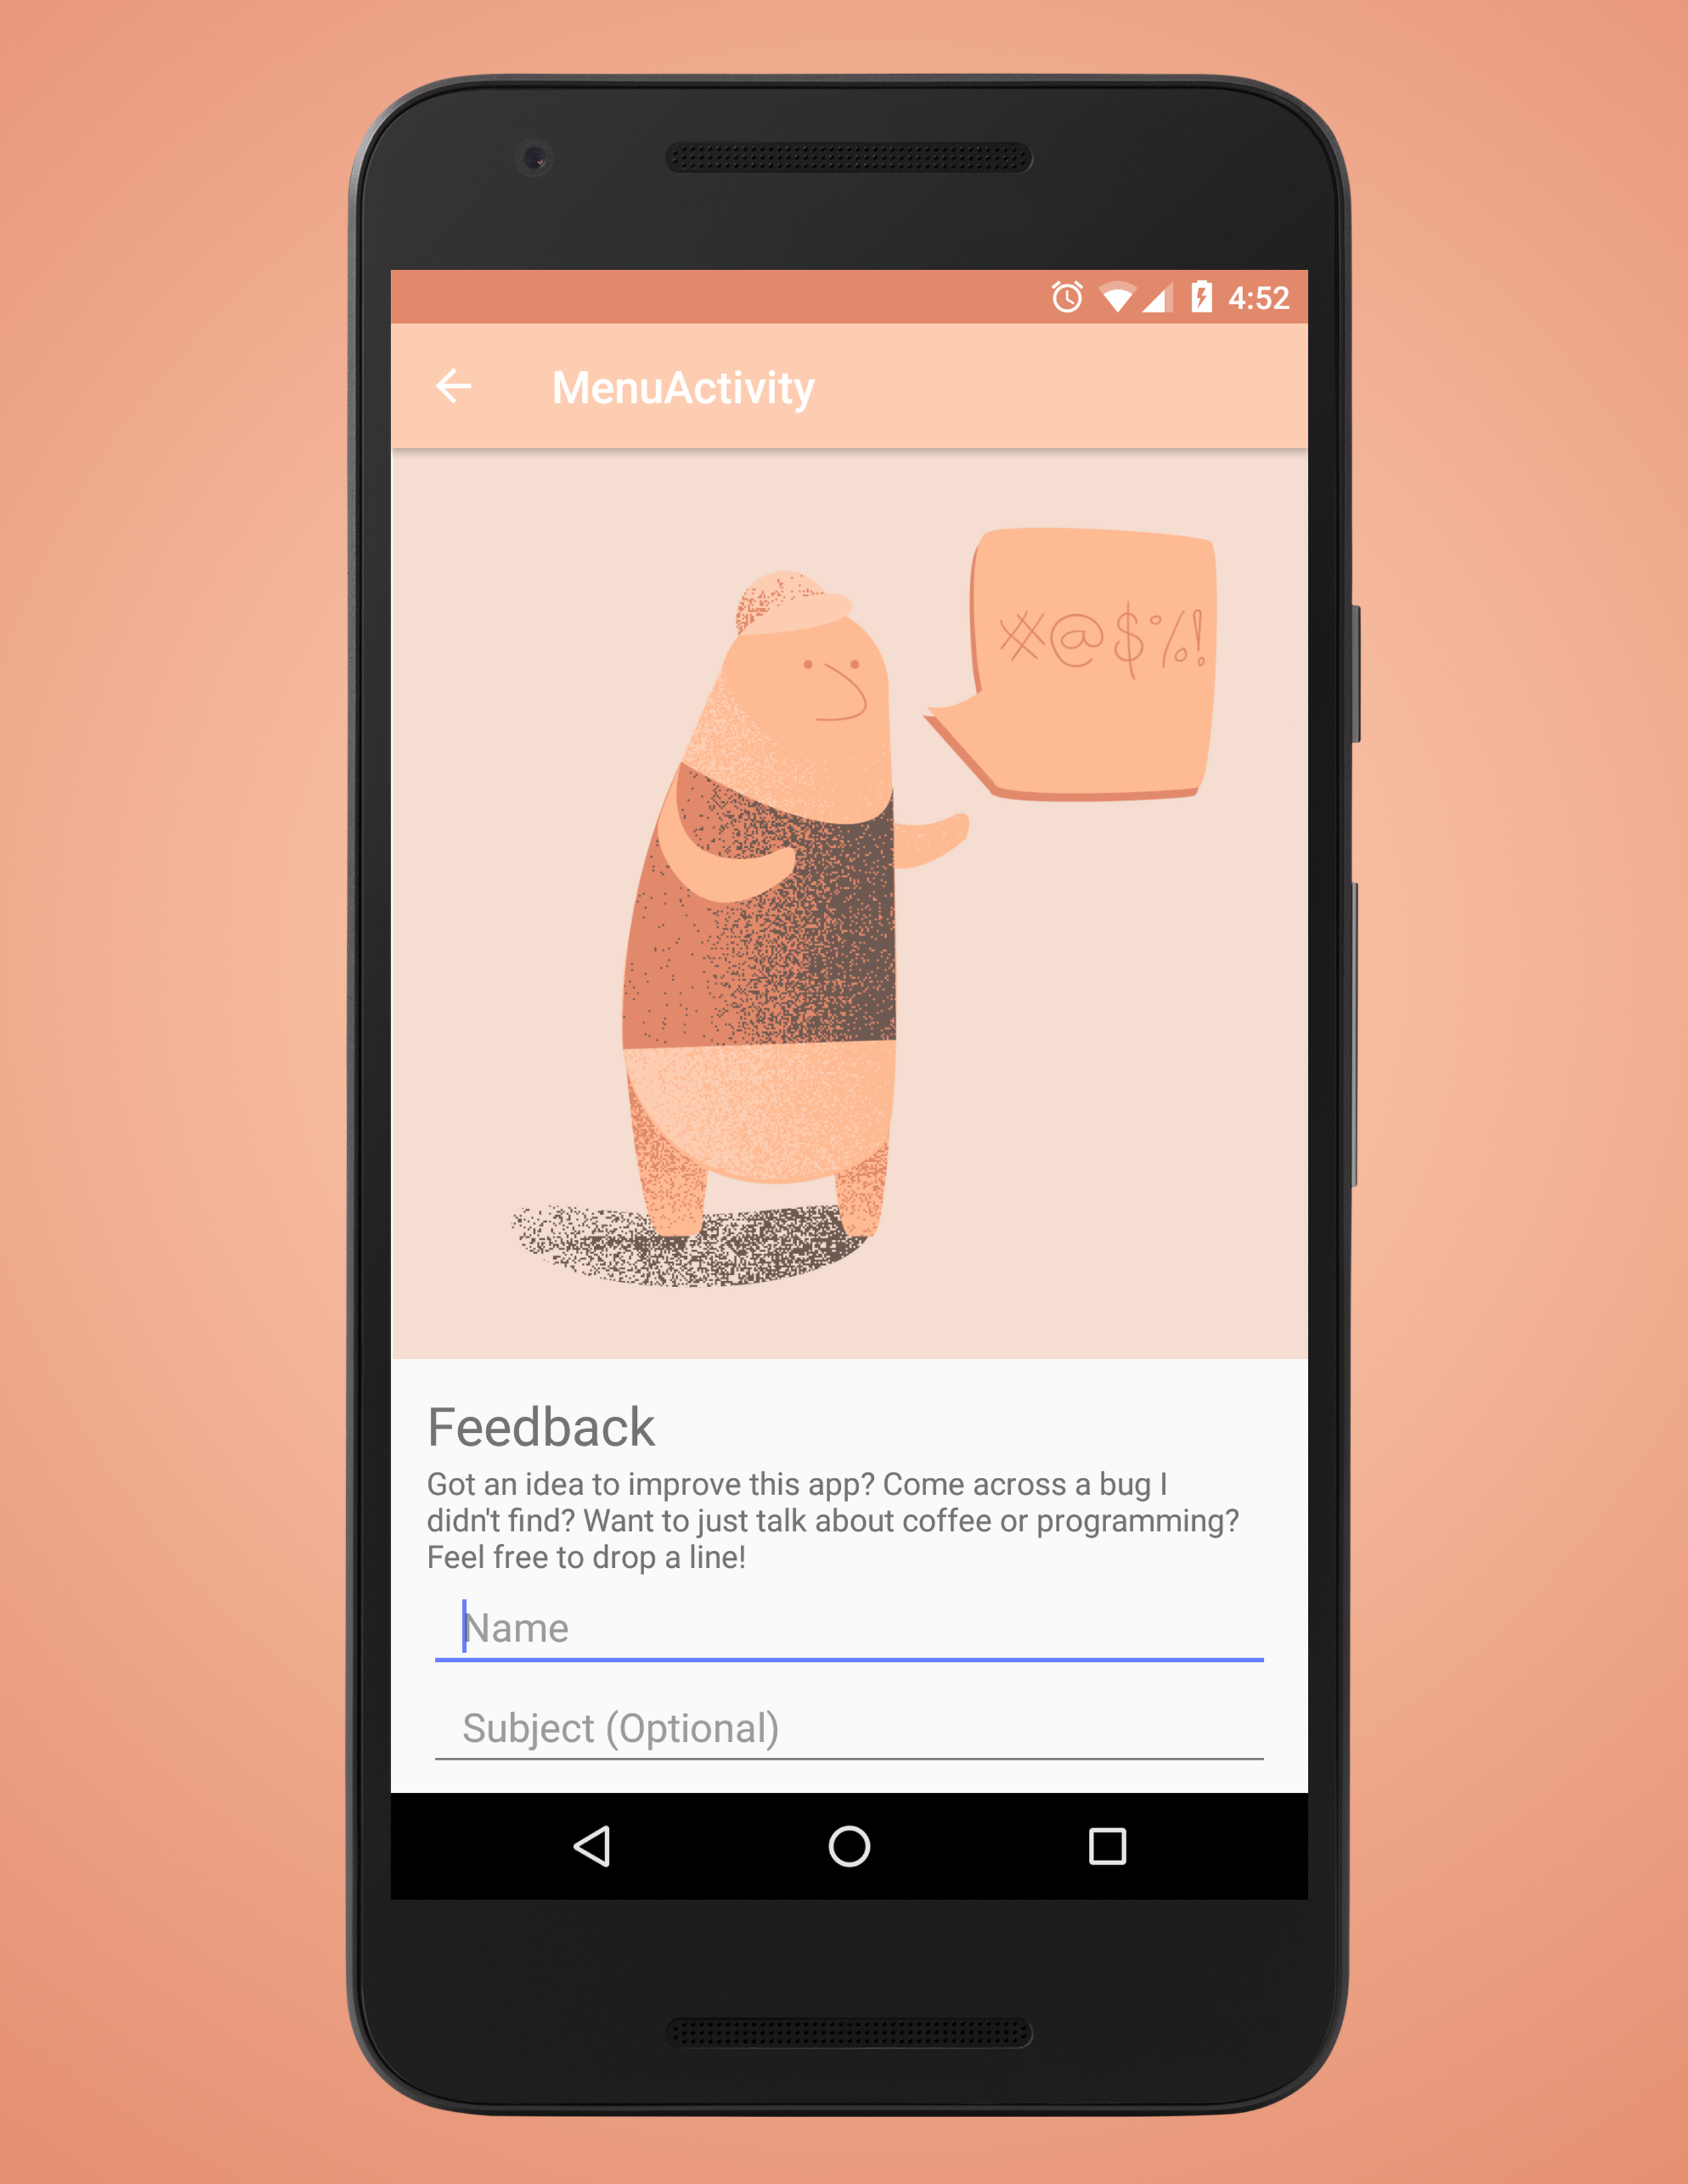 4:52
MenuActivity
#@$%!
Feedback
Got an idea to improve this app? Come across a bug I
didn't find? Want to just talk about coffee or programming?
Feel free to drop a line!
Name
Subject (Optional)